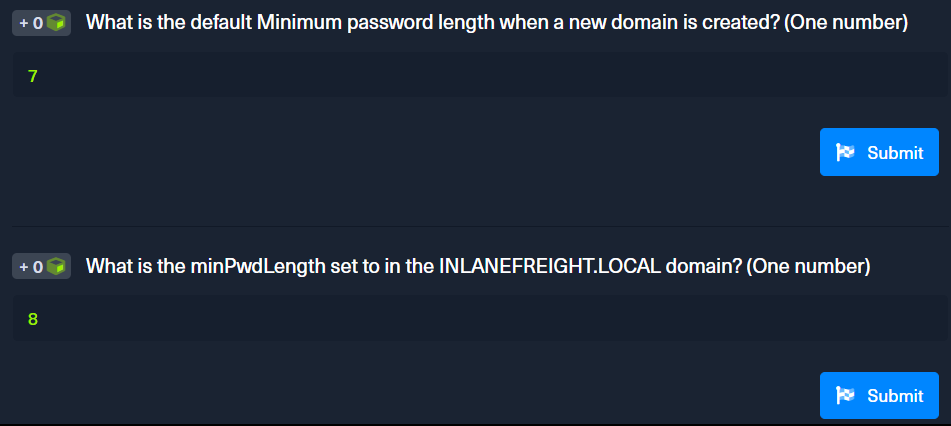 + 0 What is the default Minimum password length when a new domain is created? (One number)
7
Submit
+ 0 What is the minPwdLength set to in the INLANEFREIGHT.LOCAL domain? (One number)
8
Submit